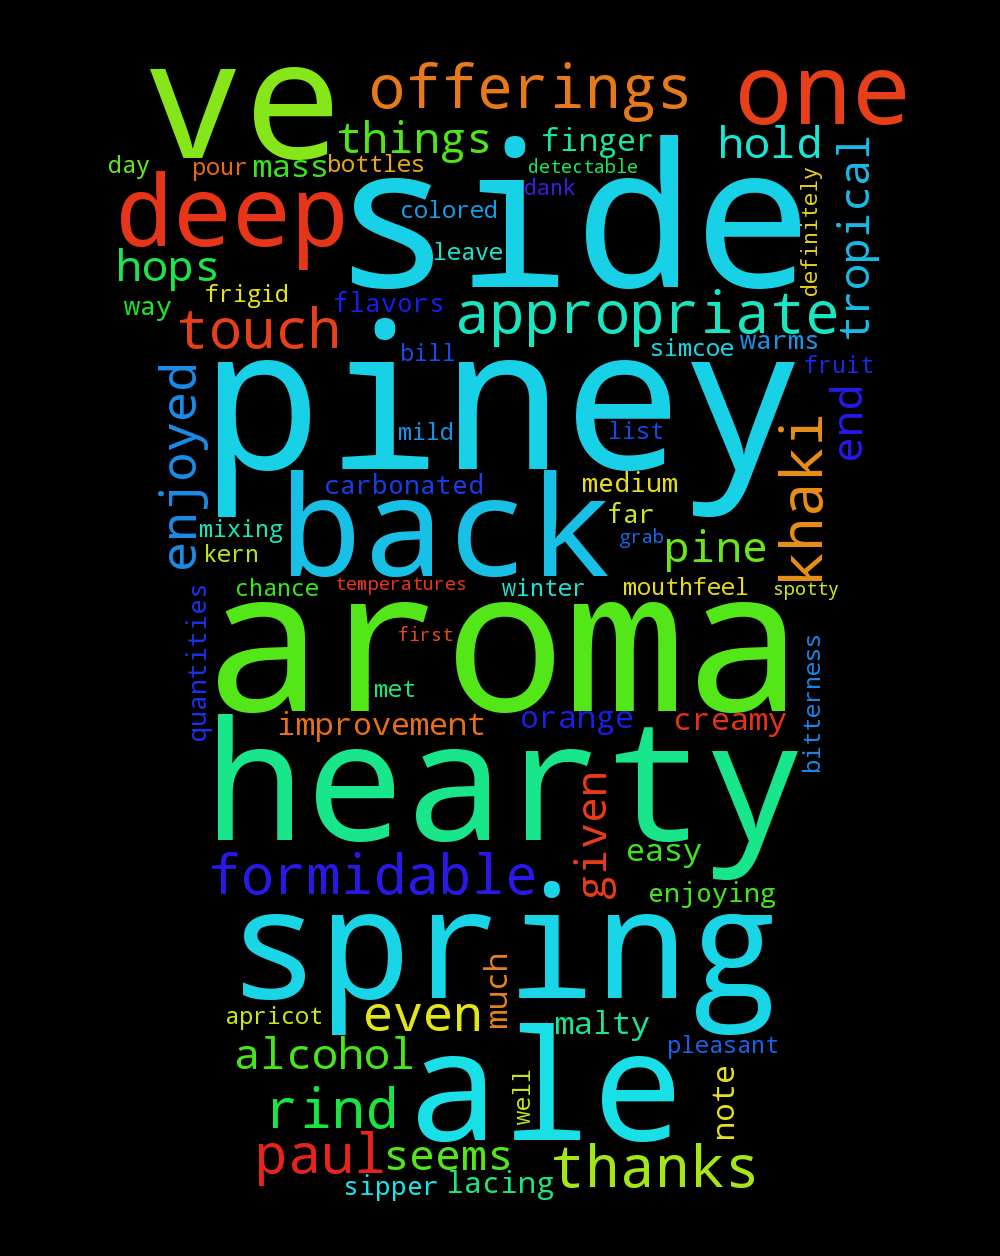 ve
offerings
one
things
finger
hold
day
pour
mass
bottles
detectable
tropical
deep
side
dank
definitely
colored
leave
hops
way
frigid
flavors
appropriate
touch
bill
simcoe
warms
fruit
enjoyed
piney
mild
list
end
khaki
back
carbonated
medium
far
mixing
grab
pine
kern
chance
temperatures
winter
mouthfeel
spotty
quantities
aroma
first
met
bitterness
improvement
orange
creamy
hearty
given
easy
formidable
enjoying
spring
much
apricot
even
malty
pleasant
alcohol
ale
well
note
rind
paul
seems
thanks
sipper
lacing